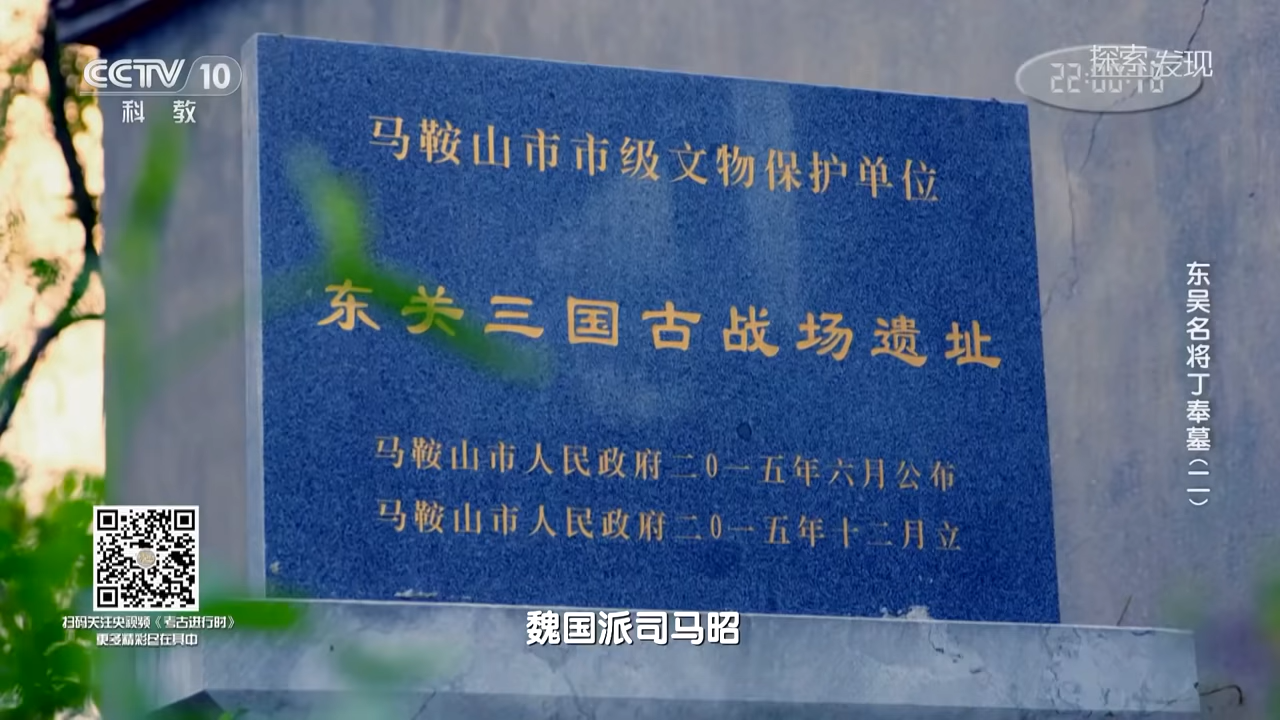 CCTV 10
科教
探索·发现
马鞍山市市级文物保护单位
东关三国古战场遗址
马鞍山市人民政府二0一五年六月公布
马鞍山市人民政府二0一五年十二月立
东吴名将丁奉墓(二)
扫码关注央视频《考古进行时》
更多精彩尽在其中
魏国派司马昭